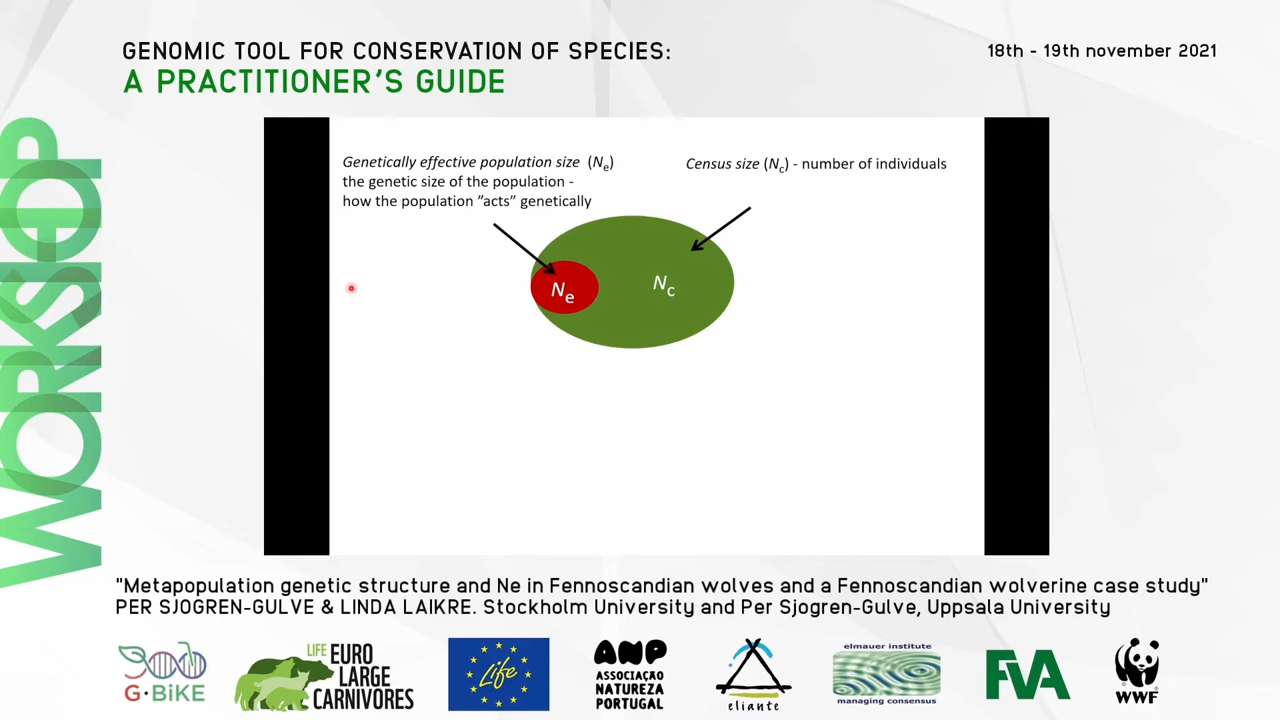 GENOMIC TOOL FOR CONSERVATION OF SPECIES:
A PRACTITIONER'S GUIDE
18th - 19th november 2021
WORKSHOP
Genetically effective population size (Ne)
the genetic size of the population -
how the population ”acts” genetically
Census size (Nc) - number of individuals
Ne
Nc
"Metapopulation genetic structure and Ne in Fennoscandian wolves and a Fennoscandian wolverine case study"
PER SJOGREN-GULVE & LINDA LAIKRE. Stockholm University and Per Sjogren-Gulve, Uppsala University
G·BiKE
LIFE EURO
LARGE
CARNIVORES
Life
ANP
ASSOCIAÇÃO
NATUREZA
PORTUGAL
eliante
elmauer institute
managing consensus
FVA
WWF